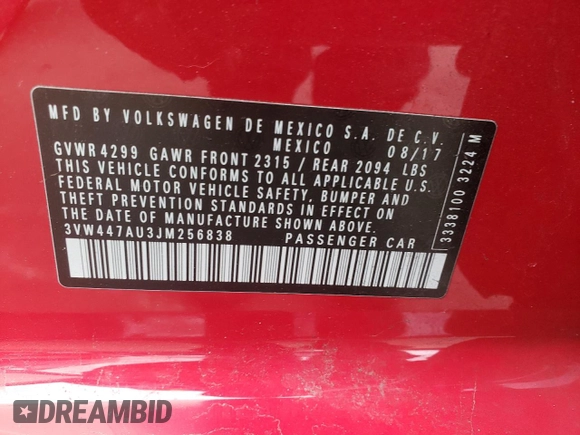 MFD BY VOLKSWAGEN DE MEXICO S.A. DE C.V.
MEXICO 08/17
GVWR 4299 GAWR FRONT 2315 / REAR 2094 LBS
THIS VEHICLE CONFORMS TO ALL APPLICABLE U.S.
FEDERAL MOTOR VEHICLE SAFETY, BUMPER AND
THEFT PREVENTION STANDARDS IN EFFECT ON
THE DATE OF MANUFACTURE SHOWN ABOVE.
3VW447AU3JM256838 PASSENGER CAR
3338100 3224 M
DREAMBID